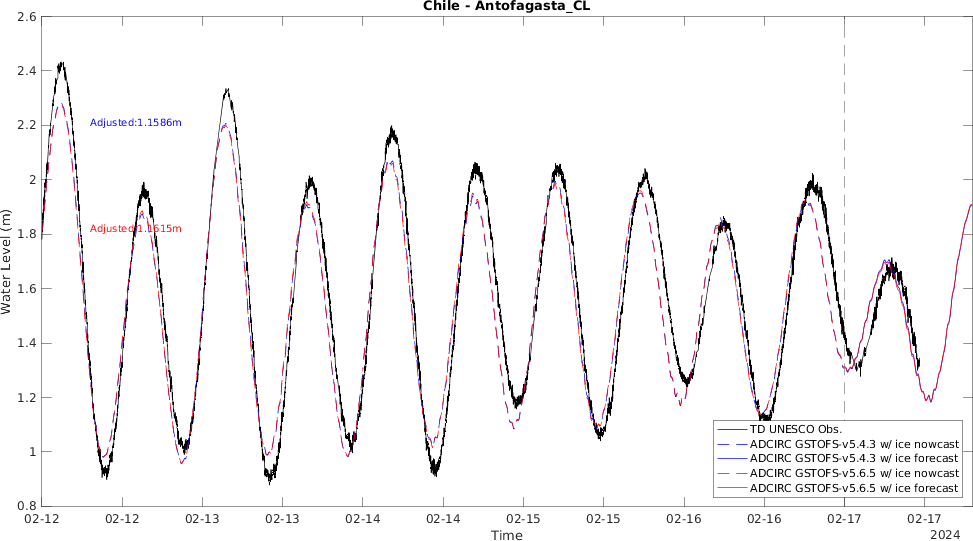 Chile - Antofagasta_CL
2.6
2.4
2.2
2
1.8
1.6
1.4
1.2
1
0.8
Water Level (m)
Adjusted:1.1586m
Adjusted:1.1615m
TD UNESCO Obs.
ADCIRC GSTOFS-v5.4.3 w/ ice nowcast
ADCIRC GSTOFS-v5.4.3 w/ ice forecast
ADCIRC GSTOFS-v5.6.5 w/ ice nowcast
ADCIRC GSTOFS-v5.6.5 w/ ice forecast
02-12 02-12 02-13 02-13 02-14 02-14 02-15 02-15 02-16 02-16 02-17 02-17
Time
2024